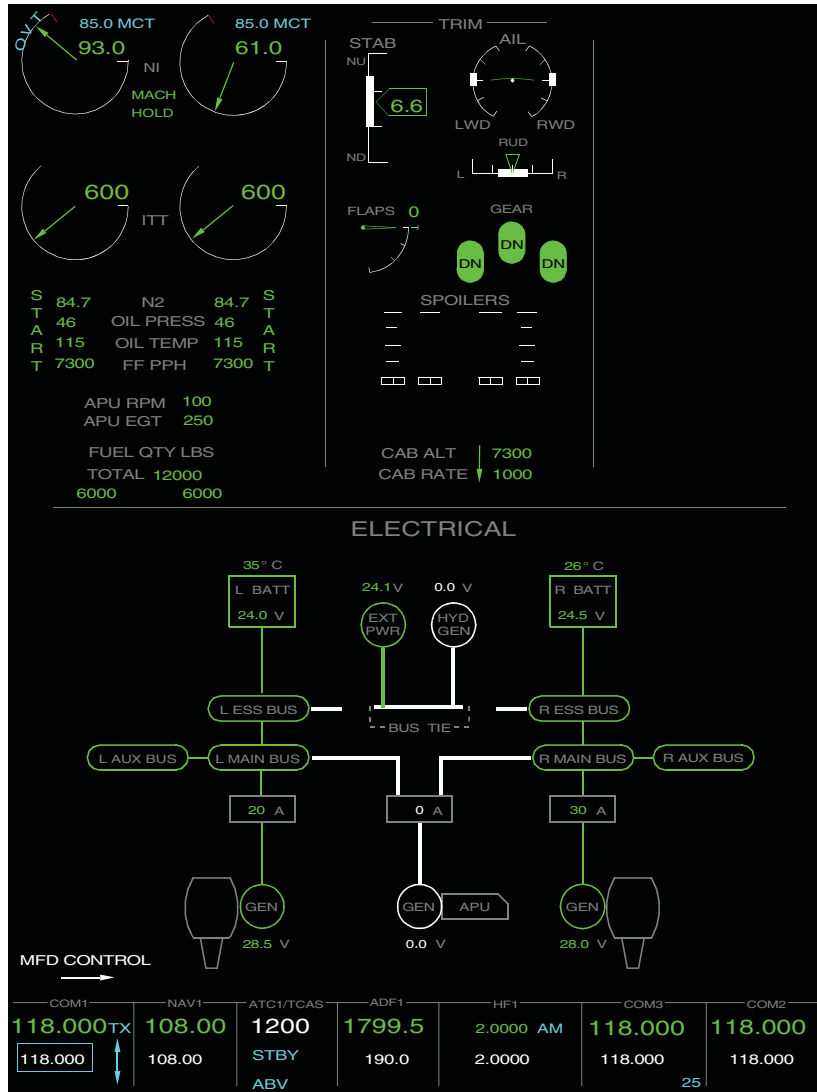 OVT
85.0 MCT 85.0 MCT
93.0 NI 61.0
MACH
HOLD
600 ITT 600
START 84.7 N2 84.7 START
46 OIL PRESS 46
115 OIL TEMP 115
7300 FF PPH 7300
APU RPM 100
APU EGT 250
FUEL QTY LBS
TOTAL 12000
6000 6000
TRIM
STAB
NU
6.6
ND
AIL
LWD RWD
RUD
L R
FLAPS 0
GEAR
DN DN DN
SPOILERS
CAB ALT 7300
CAB RATE 1000
ELECTRICAL
35° C 26° C
L BATT
24.0 V
24.1 V
EXT
PWR
0.0 V
HYD
GEN
R BATT
24.5 V
L ESS BUS R ESS BUS
BUS TIE
L AUX BUS L MAIN BUS R MAIN BUS R AUX BUS
20 A 0 A 30 A
GEN GEN APU GEN
28.5 V 0.0 V 28.0 V
MFD CONTROL
COM1 NAV1 ATC1/TCAS ADF1 HF1 COM3 COM2
118.000 TX 108.00 1200 1799.5 2.0000 AM 118.000 118.000
118.000 108.00 STBY 190.0 2.0000 118.000 118.000
ABV 25